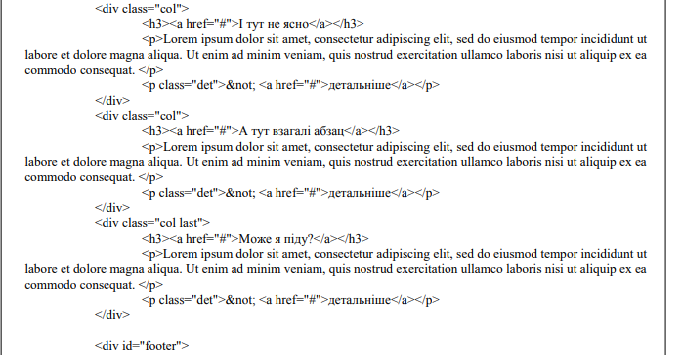 <div class="col">
<h3><a href="#">І тут не ясно</a></h3>
<p>Lorem ipsum dolor sit amet, consectetur adipiscing elit, sed do eiusmod tempor incididunt ut
labore et dolore magna aliqua. Ut enim ad minim veniam, quis nostrud exercitation ullamco laboris nisi ut aliquip ex ea
commodo consequat. </p>
<p class="det">&not; <a href="#">детальніше</a></p>
</div>
<div class="col">
<h3><a href="#">А тут взагалі абзац</a></h3>
<p>Lorem ipsum dolor sit amet, consectetur adipiscing elit, sed do eiusmod tempor incididunt ut
labore et dolore magna aliqua. Ut enim ad minim veniam, quis nostrud exercitation ullamco laboris nisi ut aliquip ex ea
commodo consequat. </p>
<p class="det">&not; <a href="#">детальніше</a></p>
</div>
<div class="col last">
<h3><a href="#">Може я піду?</a></h3>
<p>Lorem ipsum dolor sit amet, consectetur adipiscing elit, sed do eiusmod tempor incididunt ut
labore et dolore magna aliqua. Ut enim ad minim veniam, quis nostrud exercitation ullamco laboris nisi ut aliquip ex ea
commodo consequat. </p>
<p class="det">&not; <a href="#">детальніше</a></p>
</div>
<div id="footer">